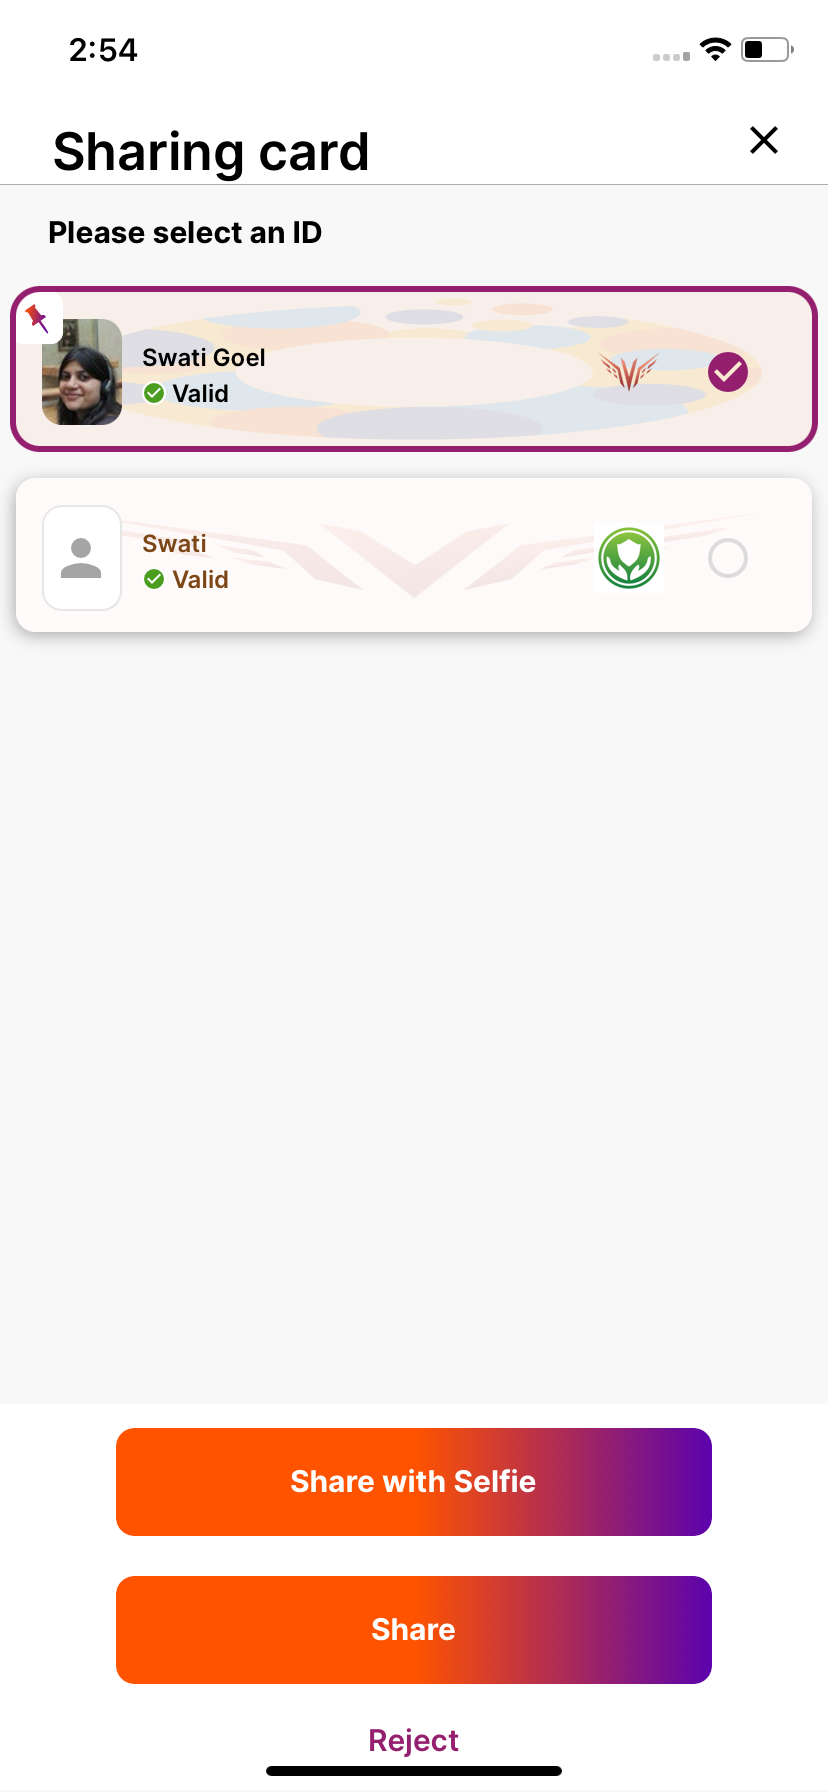 2:54
Sharing card
Please select an ID
Swati Goel
Valid
Swati
Valid
Share with Selfie
Share
Reject